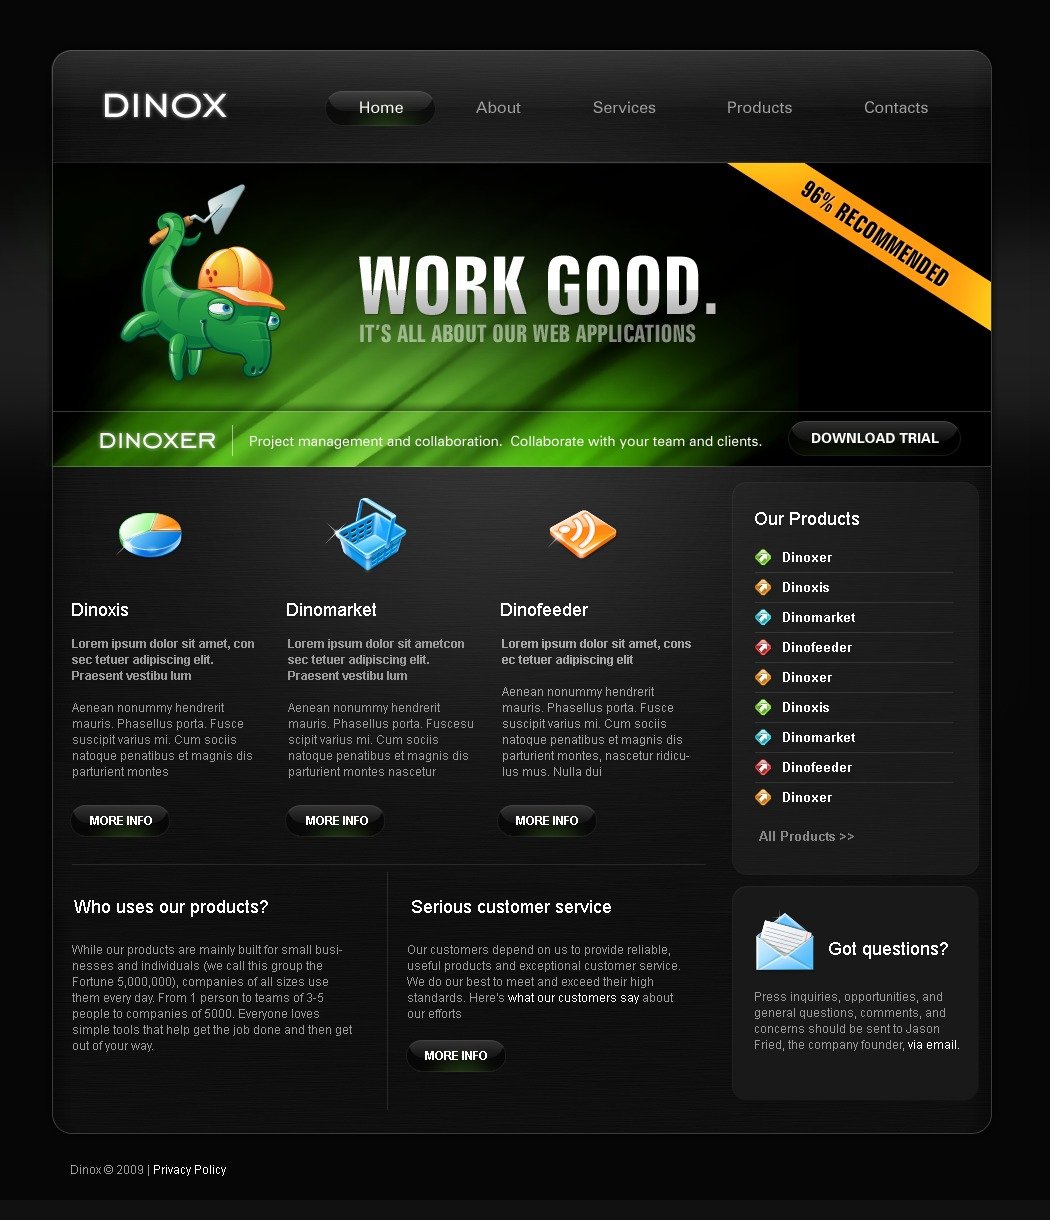 DINOX
Home
About
Services
Products
Contacts
96% RECOMMENDED
WORK GOOD.
IT'S ALL ABOUT OUR WEB APPLICATIONS
DINOXER
Project management and collaboration. Collaborate with your team and clients.
DOWNLOAD TRIAL
Dinoxis
Lorem ipsum dolor sit amet, con
sec tetuer adipiscing elit.
Praesent vestibu lum
Aenean nonummy hendrerit
mauris. Phasellus porta. Fusce
suscipit varius mi. Cum sociis
natoque penatibus et magnis dis
parturient montes
MORE INFO
Dinomarket
Lorem ipsum dolor sit ametcon
sec tetuer adipiscing elit.
Praesent vestibu lum
Aenean nonummy hendrerit
mauris. Phasellus porta. Fuscesu
scipit varius mi. Cum sociis
natoque penatibus et magnis dis
parturient montes nascetur
MORE INFO
Dinofeeder
Lorem ipsum dolor sit amet, cons
ec tetuer adipiscing elit
Aenean nonummy hendrerit
mauris. Phasellus porta. Fusce
suscipit varius mi. Cum sociis
natoque penatibus et magnis dis
parturient montes, nascetur ridicu-
lus mus. Nulla dui
MORE INFO
Our Products
Dinoxer
Dinoxis
Dinomarket
Dinofeeder
Dinoxer
Dinoxis
Dinomarket
Dinofeeder
Dinoxer
All Products >>
Who uses our products?
While our products are mainly built for small busi-
nesses and individuals (we call this group the
Fortune 5,000,000), companies of all sizes use
them every day. From 1 person to teams of 3-5
people to companies of 5000. Everyone loves
simple tools that help get the job done and then get
out of your way.
Serious customer service
Our customers depend on us to provide reliable,
useful products and exceptional customer service.
We do our best to meet and exceed their high
standards. Here's what our customers say about
our efforts
MORE INFO
Got questions?
Press inquiries, opportunities, and
general questions, comments, and
concerns should be sent to Jason
Fried, the company founder, via email.
Dinox © 2009 | Privacy Policy